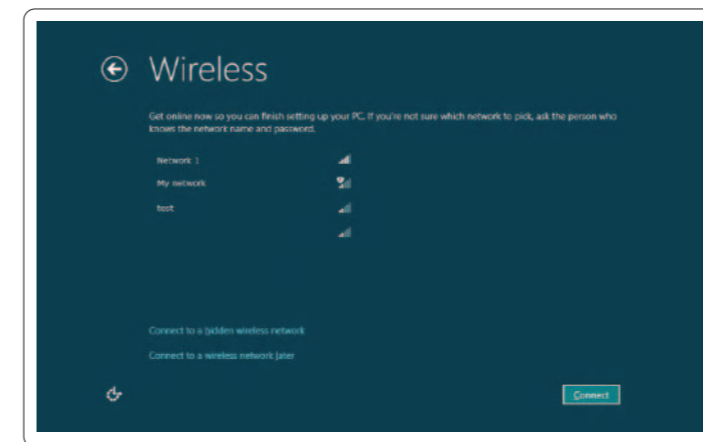 Wireless
Get online now so you can finish setting up your PC. If you're not sure which network to pick, ask the person who
knows the network name and password.
Network 1
My network
test
Connect to a hidden wireless network
Connect to a wireless network later
Connect